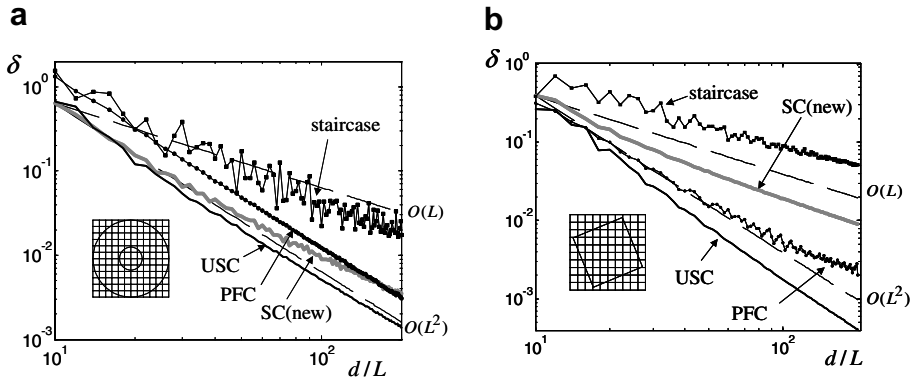 a
δ
10^0
10^-1
10^-2
10^-3
10^1
10^2
d/L
staircase
O(L)
USC
PFC
SC(new)
O(L^2)
b
δ
10^0
10^-1
10^-2
10^-3
10^1
10^2
d/L
staircase
SC(new)
O(L)
USC
PFC
O(L^2)